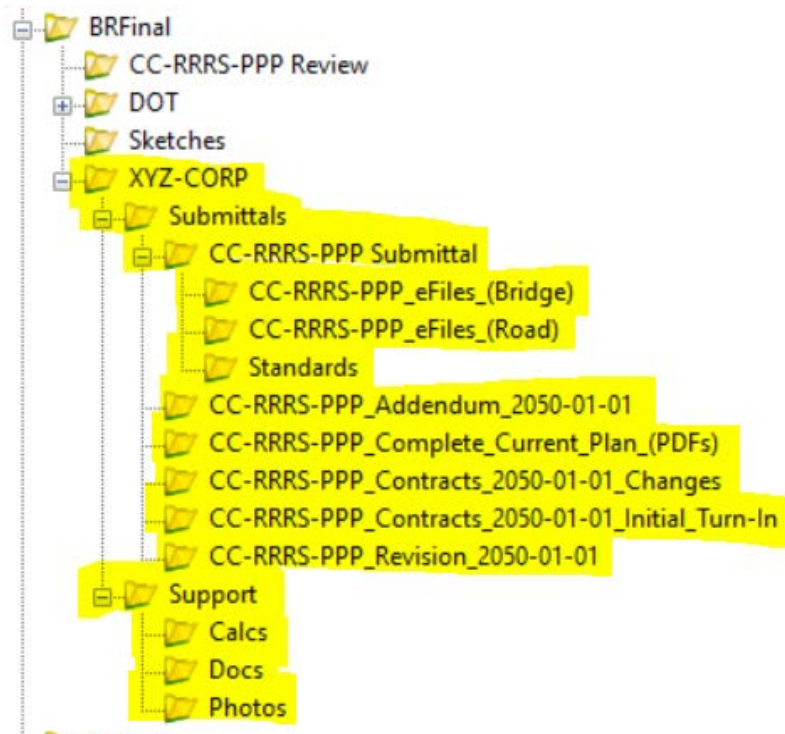 BRFinal
CC-RRRS-PPP Review
DOT
Sketches
XYZ-CORP
Submittals
CC-RRRS-PPP Submittal
CC-RRRS-PPP_eFiles_(Bridge)
CC-RRRS-PPP_eFiles_(Road)
Standards
CC-RRRS-PPP_Addendum_2050-01-01
CC-RRRS-PPP_Complete_Current_Plan_(PDFs)
CC-RRRS-PPP_Contracts_2050-01-01_Changes
CC-RRRS-PPP_Contracts_2050-01-01_Initial_Turn-In
CC-RRRS-PPP_Revision_2050-01-01
Support
Calcs
Docs
Photos